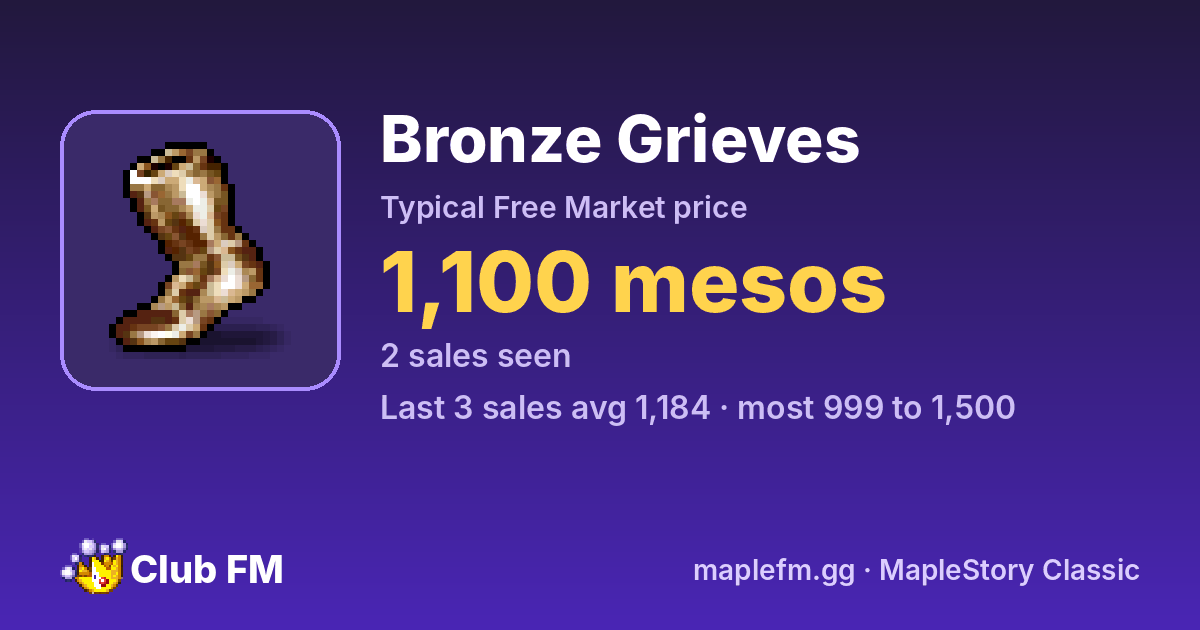 Bronze Grieves
Typical Free Market price
1,100 mesos
2 sales seen
Last 3 sales avg 1,184 · most 999 to 1,500
Club FM
maplefm.gg · MapleStory Classic